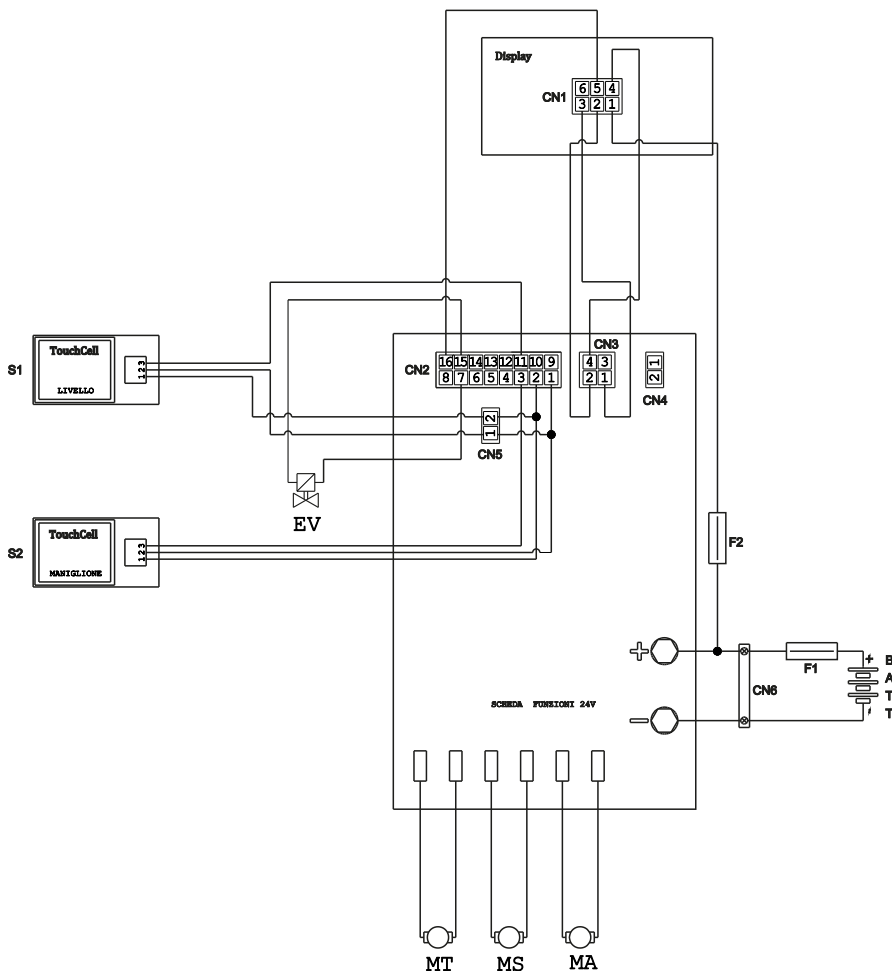 Display
CN1
6 5 4
3 2 1
S1
TouchCell
LIVELLO
1 2 3
CN2
16 15 14 13 12 11 10 9
8 7 6 5 4 3 2 1
CN3
4 3
2 1
CN4
2 1
CN5
1 2
EV
S2
TouchCell
MANIGLIONE
1 2 3
F2
+
-
CN6
F1
+
-
B
A
T
T
SCHEDA FUNZIONI 24V
MT
MS
MA